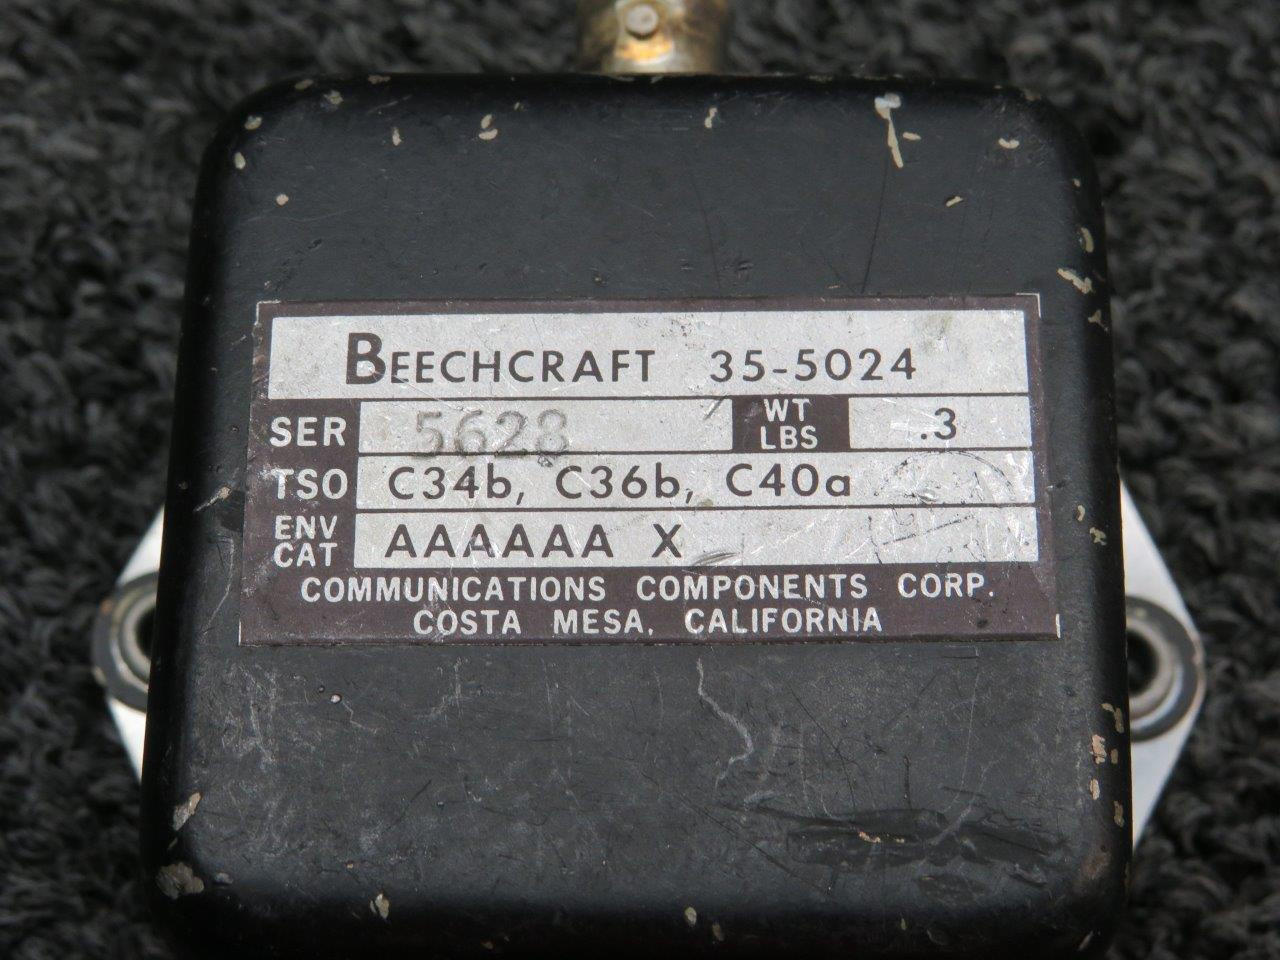 BEECHCRAFT 35-5024
SER 5628 WT LBS .3
TSO C34b, C36b, C40a
ENV CAT AAAAAA X
COMMUNICATIONS COMPONENTS CORP.
COSTA MESA, CALIFORNIA